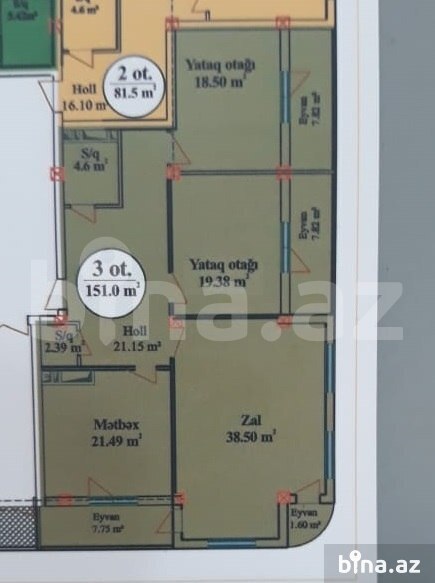 S/q
5.42m²
4.6 m²
Holl
16.10 m²
2 ot.
81.5 m²
Yataq otağı
18.50 m²
Eyvan
7.82 m²
S/q
4.6 m²
Yataq otağı
19.38 m²
Eyvan
7.82 m²
3 ot.
151.0 m²
bina.az
S/q
2.39 m²
Holl
21.15 m²
Mətbəx
21.49 m²
Zal
38.50 m²
Eyvan
7.75 m²
Eyvan
1.60 m²
bina.az